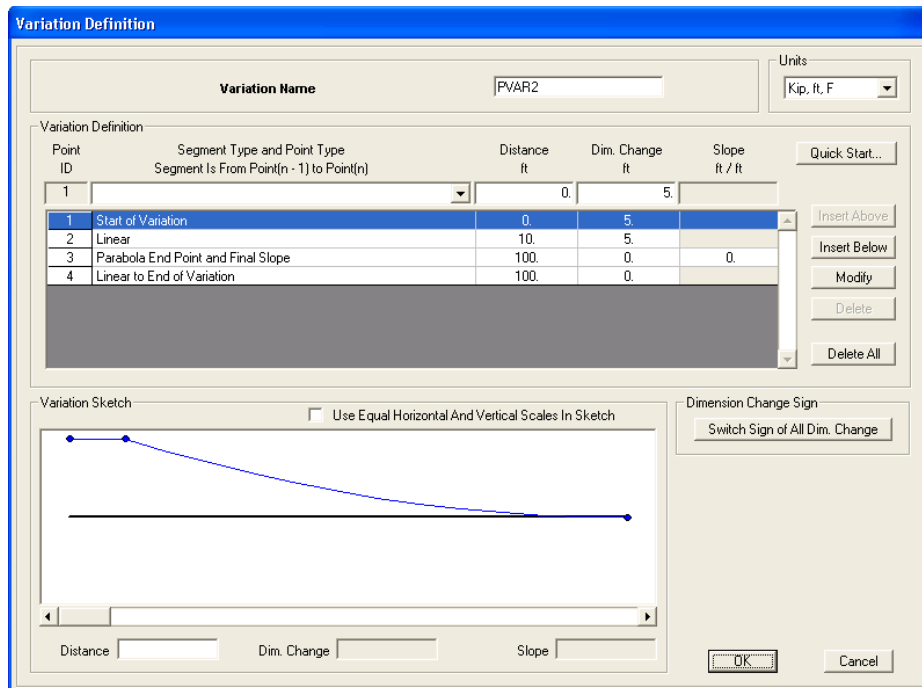 Variation Definition
Units
Variation Name PVAR2 Kip, ft, F
Variation Definition
Point Segment Type and Point Type Distance Dim. Change Slope
ID Segment Is From Point(n - 1) to Point(n) ft ft ft / ft
Quick Start...
1 0. 5.
1 Start of Variation 0. 5.
2 Linear 10. 5.
3 Parabola End Point and Final Slope 100. 0. 0.
4 Linear to End of Variation 100. 0.
Insert Above
Insert Below
Modify
Delete
Delete All
Variation Sketch
Use Equal Horizontal And Vertical Scales In Sketch
Dimension Change Sign
Switch Sign of All Dim. Change
Distance Dim. Change Slope
OK Cancel